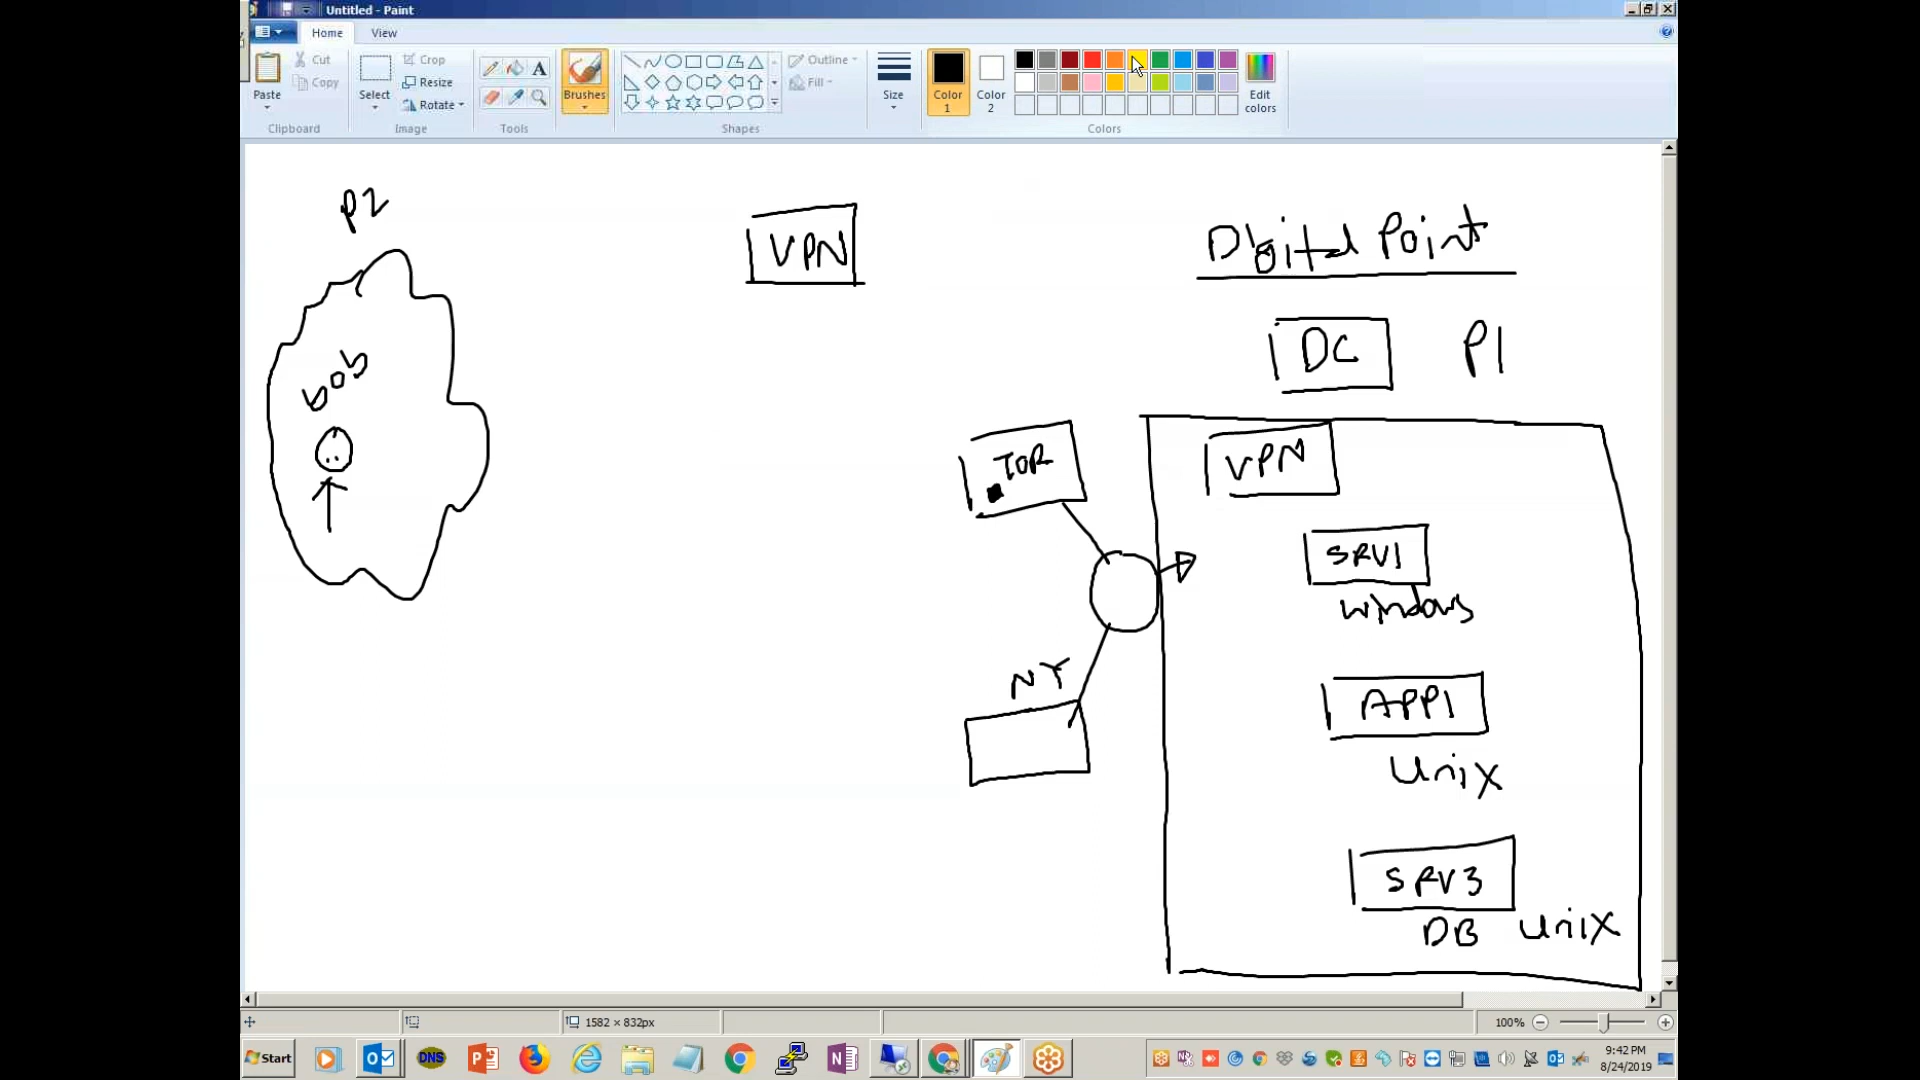 Untitled - Paint
Home
View
Paste
Cut
Copy
Clipboard
Select
Crop
Resize
Rotate
Image
A
Tools
Brushes
Shapes
Outline
Fill
Size
Color 1
Color 2
Colors
Edit colors
P2
VPN
Digital Point
DC
P1
bob
TOR
VPN
SRV1
windows
NY
APP1
Unix
SRV3
DB
Unix
1582 × 832px
100%
Start
DNS
9:42 PM
8/24/2019